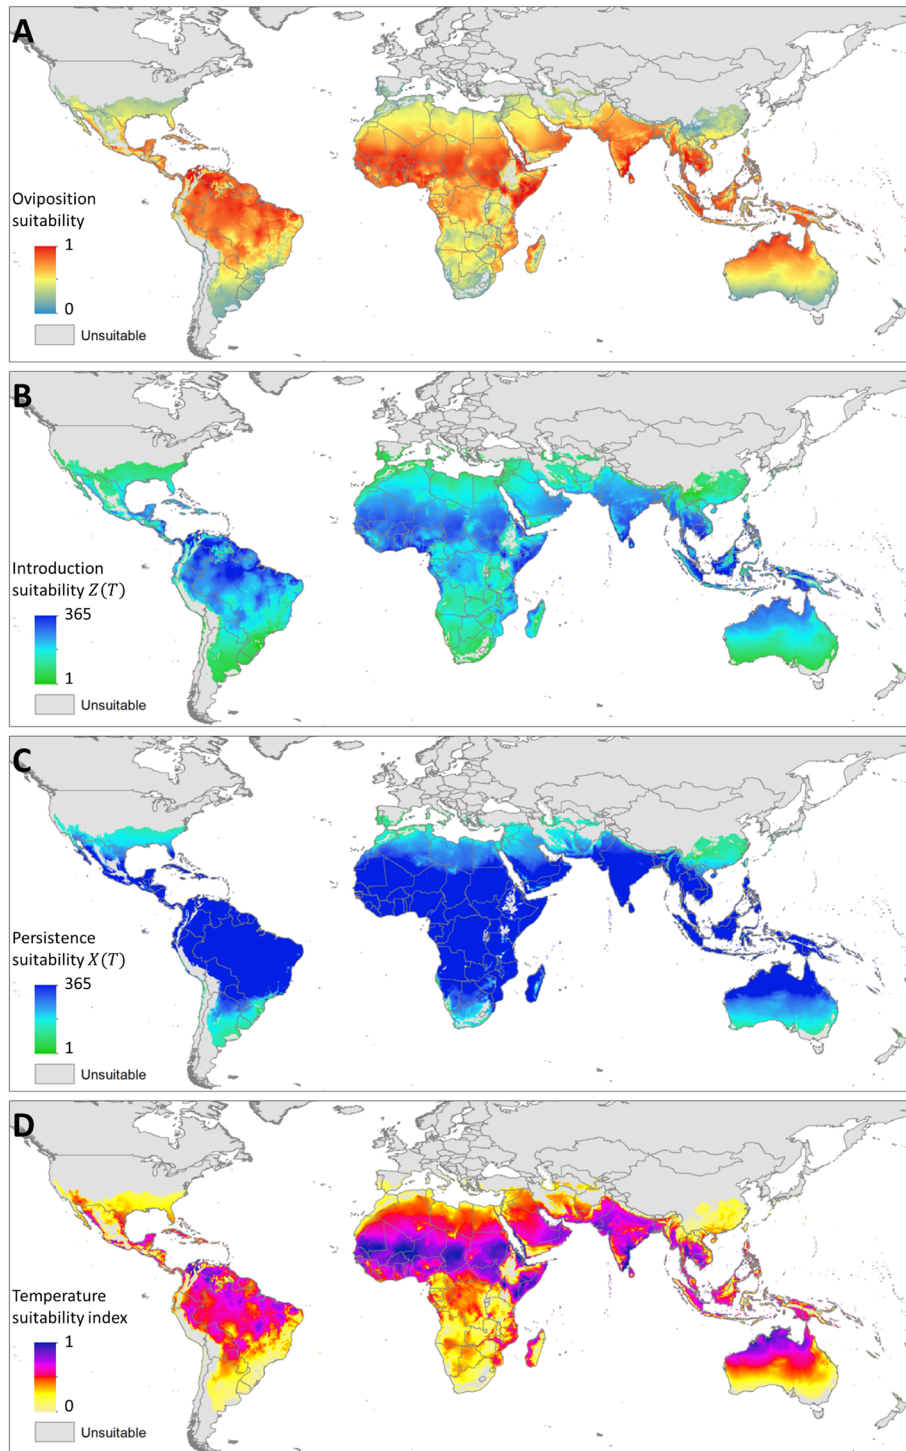 A
Oviposition
suitability
1
0
Unsuitable
B
Introduction
suitability Z(T)
365
1
Unsuitable
C
Persistence
suitability X(T)
365
1
Unsuitable
D
Temperature
suitability index
1
0
Unsuitable